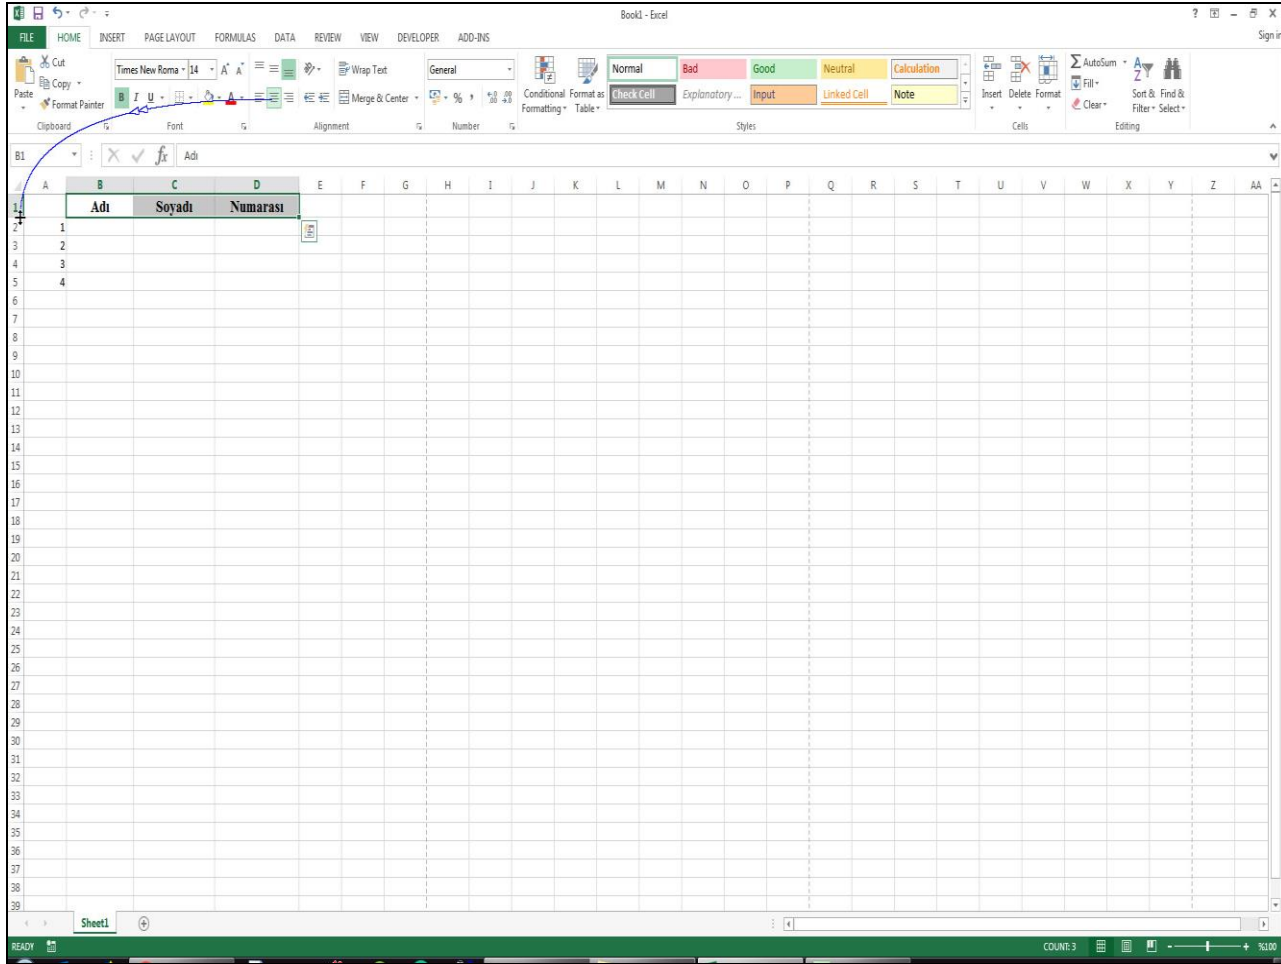 Book1 - Excel
FILE HOME INSERT PAGE LAYOUT FORMULAS DATA REVIEW VIEW DEVELOPER ADD-INS Sign in
Cut
Copy
Format Painter
Paste
Clipboard
Times New Roma 14
B I U
Font
Wrap Text
Merge & Center
Alignment
General
%
Number
Conditional Formatting
Format as Table
Normal Bad Good Neutral Calculation
Check Cell Explanatory ... Input Linked Cell Note
Styles
Insert Delete Format
Cells
AutoSum
Fill
Clear
Sort & Filter
Find & Select
Editing
B1 fx Adı
A B C D E F G H I J K L M N O P Q R S T U V W X Y Z AA
1 Adı Soyadı Numarası
2 1
3 2
4 3
5 4
6
7
8
9
10
11
12
13
14
15
16
17
18
19
20
21
22
23
24
25
26
27
28
29
30
31
32
33
34
35
36
37
38
39
Sheet1
READY COUNT: 3 %100